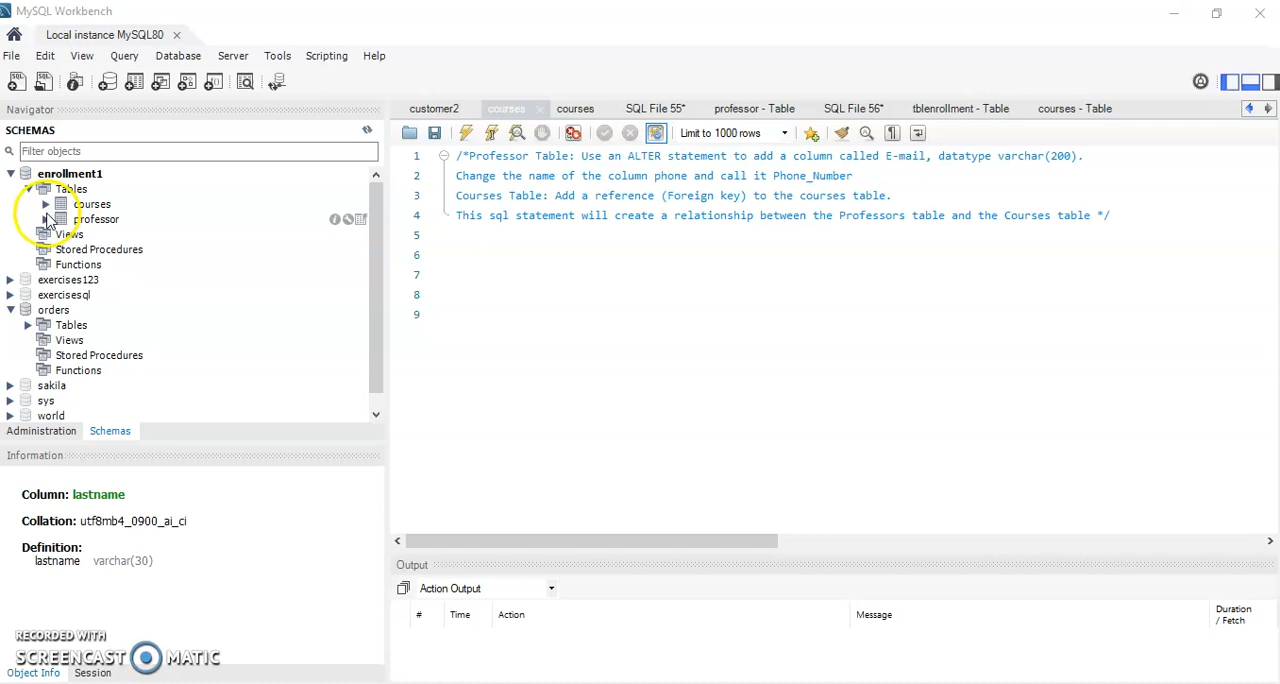 MySQL Workbench
Local instance MySQL80
File Edit View Query Database Server Tools Scripting Help
Navigator
SCHEMAS
Filter objects
enrollment1
Tables
courses
professor
Views
Stored Procedures
Functions
exercises123
exercisesql
orders
Tables
Views
Stored Procedures
Functions
sakila
sys
world
Administration Schemas
Information
Column: lastname
Collation: utf8mb4_0900_ai_ci
Definition:
lastname varchar(30)
RECORDED WITH
SCREENCAST MATIC
Object Info Session
customer2 courses courses SQL File 55* professor - Table SQL File 56* tblenrollment - Table courses - Table
Limit to 1000 rows
1 /*Professor Table: Use an ALTER statement to add a column called E-mail, datatype varchar(200).
2 Change the name of the column phone and call it Phone_Number
3 Courses Table: Add a reference (Foreign key) to the courses table.
4 This sql statement will create a relationship between the Professors table and the Courses table */
5
6
7
8
9
Output
Action Output
# Time Action Message Duration / Fetch